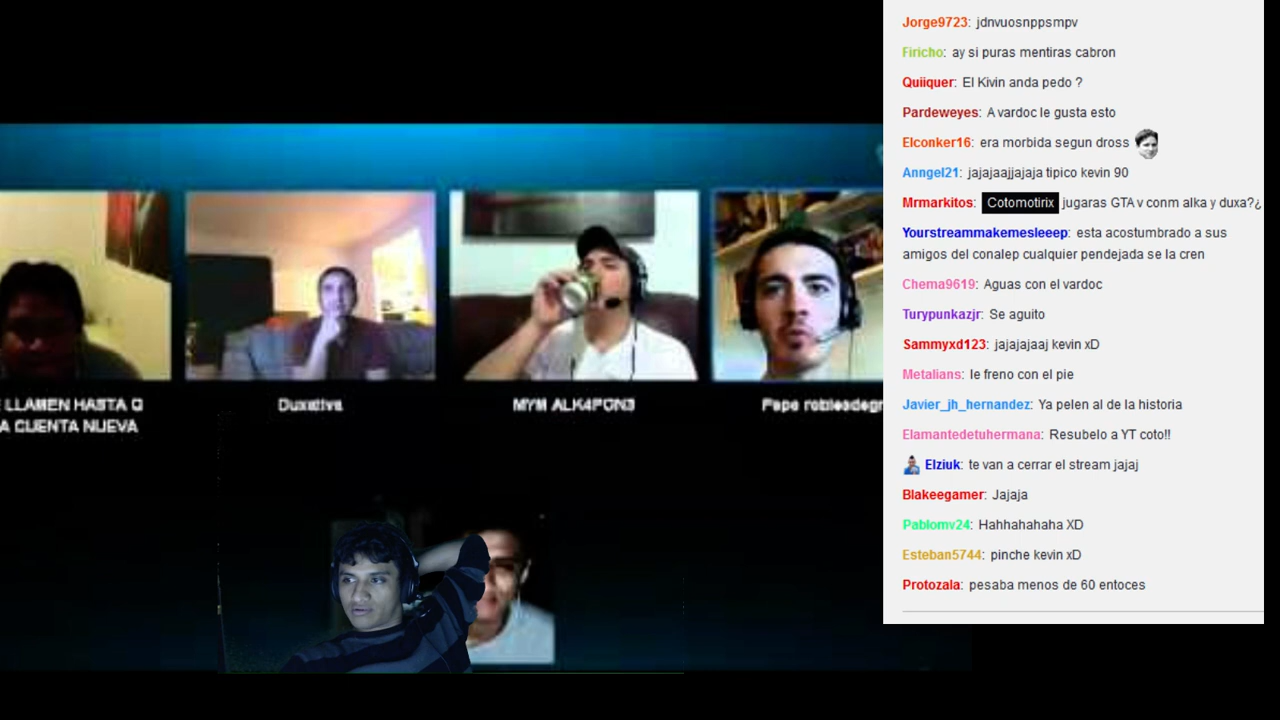 LLAMEN HASTA Q
A CUENTA NUEVA
Duxativa
MYM ALK4PON3
Pepe roblesdegr
Jorge9723: jdnvuosnppsmpv
Firicho: ay si puras mentiras cabron
Quiiquer: El Kivin anda pedo ?
Pardeweyes: A vardoc le gusta esto
Elconker16: era morbida segun dross
Anngel21: jajajaajjajaja tipico kevin 90
Mrmarkitos: Cotomotirix jugaras GTA v conm alka y duxa?¿
Yourstreammakemesleeep: esta acostumbrado a sus
amigos del conalep cualquier pendejada se la cren
Chema9619: Aguas con el vardoc
Turypunkazjr: Se aguito
Sammyxd123: jajajajaaj kevin xD
Metalians: le freno con el pie
Javier_jh_hernandez: Ya pelen al de la historia
Elamantedetuhermana: Resubelo a YT coto!!
Elziuk: te van a cerrar el stream jajaj
Blakeegamer: Jajaja
Pablomv24: Hahhahahaha XD
Esteban5744: pinche kevin xD
Protozala: pesaba menos de 60 entoces